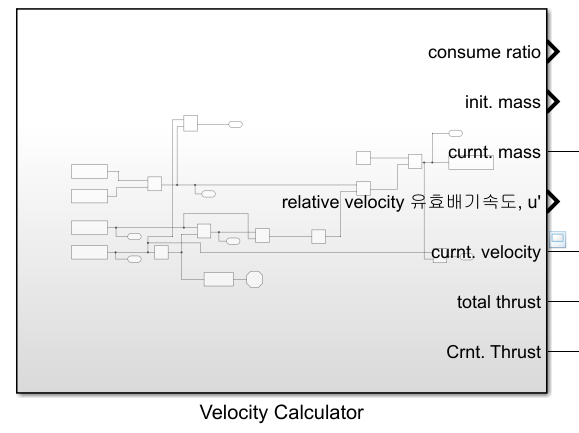 consume ratio
init. mass
curnt. mass
relative velocity 유효배기속도, u'
curnt. velocity
total thrust
Crnt. Thrust
Velocity Calculator